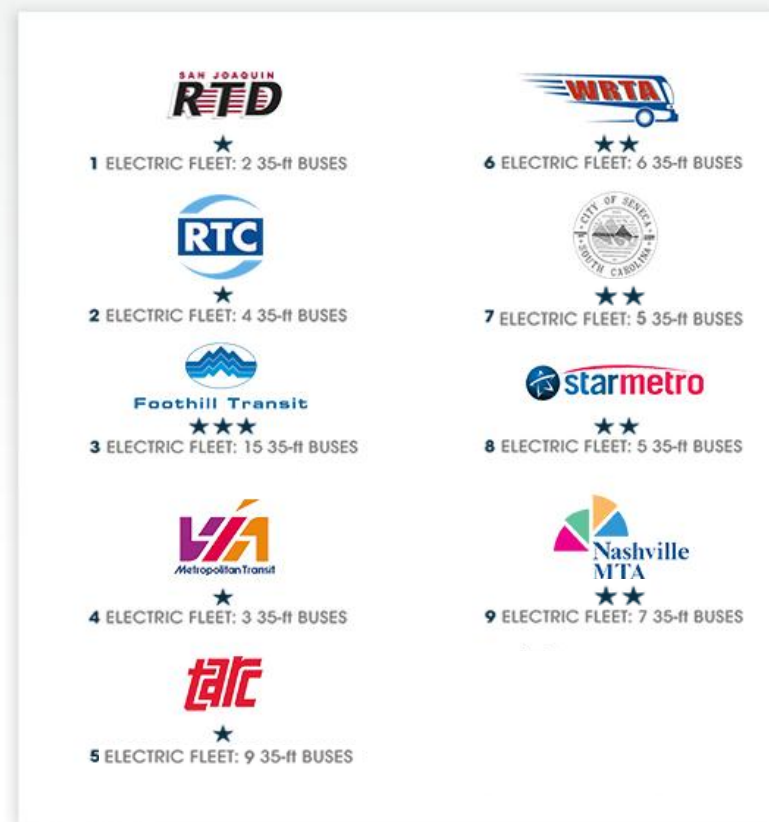 SAN JOAQUIN
RTD
1 ELECTRIC FLEET: 2 35-ft BUSES
RTC
2 ELECTRIC FLEET: 4 35-ft BUSES
Foothill Transit
3 ELECTRIC FLEET: 15 35-ft BUSES
VIA
Metropolitan Transit
4 ELECTRIC FLEET: 3 35-ft BUSES
tarc
5 ELECTRIC FLEET: 9 35-ft BUSES
WRTA
6 ELECTRIC FLEET: 6 35-ft BUSES
CITY OF SENECA
SOUTH CAROLINA
7 ELECTRIC FLEET: 5 35-ft BUSES
starmetro
8 ELECTRIC FLEET: 5 35-ft BUSES
Nashville
MTA
9 ELECTRIC FLEET: 7 35-ft BUSES